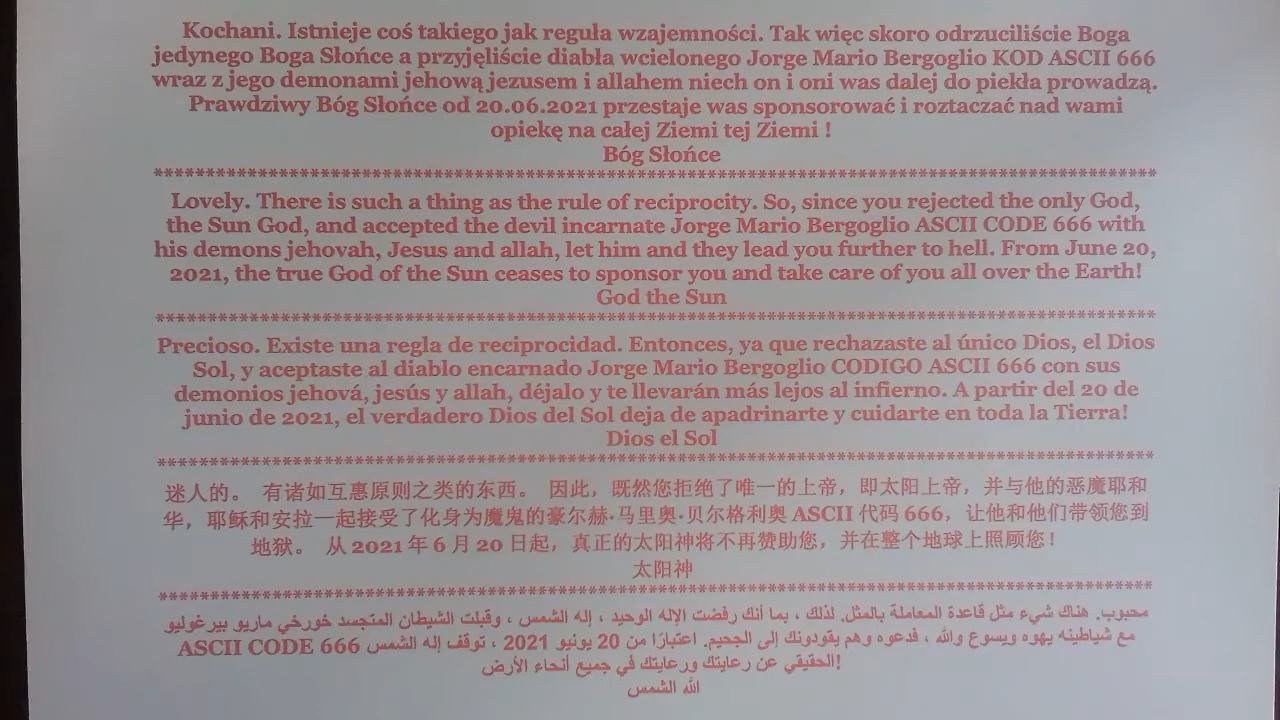 Kochani. Istnieje coś takiego jak reguła wzajemności. Tak więc skoro odrzuciliście Boga
jedynego Boga Słońce a przyjęliście diabła wcielonego Jorge Mario Bergoglio KOD ASCII 666
wraz z jego demonami jehową jezusem i allahem niech on i oni was dalej do piekła prowadzą.
Prawdziwy Bóg Słońce od 20.06.2021 przestaje was sponsorować i roztaczać nad wami
opiekę na całej Ziemi tej Ziemi !
Bóg Słońce
****************************************************************************************************
Lovely. There is such a thing as the rule of reciprocity. So, since you rejected the only God,
the Sun God, and accepted the devil incarnate Jorge Mario Bergoglio ASCII CODE 666 with
his demons jehovah, Jesus and allah, let him and they lead you further to hell. From June 20,
2021, the true God of the Sun ceases to sponsor you and take care of you all over the Earth!
God the Sun
****************************************************************************************************
Precioso. Existe una regla de reciprocidad. Entonces, ya que rechazaste al único Dios, el Dios
Sol, y aceptaste al diablo encarnado Jorge Mario Bergoglio CODIGO ASCII 666 con sus
demonios jehová, jesús y allah, déjalo y te llevarán más lejos al infierno. A partir del 20 de
junio de 2021, el verdadero Dios del Sol deja de apadrinarte y cuidarte en toda la Tierra!
Dios el Sol
****************************************************************************************************
迷人的。 有诸如互惠原则之类的东西。 因此，既然您拒绝了唯一的上帝，即太阳上帝，并与他的恶魔耶和
华，耶稣和安拉一起接受了化身为魔鬼的豪尔赫·马里奥·贝尔格利奥 ASCII 代码 666，让他和他们带领您到
地狱。 从 2021 年 6 月 20 日起，真正的太阳神将不再赞助您，并在整个地球上照顾您！
太阳神
****************************************************************************************************
محبوب. هناك شيء مثل قاعدة المعاملة بالمثل. لذلك ، بما أنك رفضت الإله الوحيد ، إله الشمس ، وقبلت الشيطان المتجسد خورخي ماريو بيرغوليو
ASCII CODE 666 مع شياطينه يهوه ويسوع والله ، فدعوه وهم يقودونك إلى الجحيم. اعتبارًا من 20 يونيو 2021 ، توقف إله الشمس
الحقيقي عن رعايتك ورعايتك في جميع أنحاء الأرض!
الله الشمس